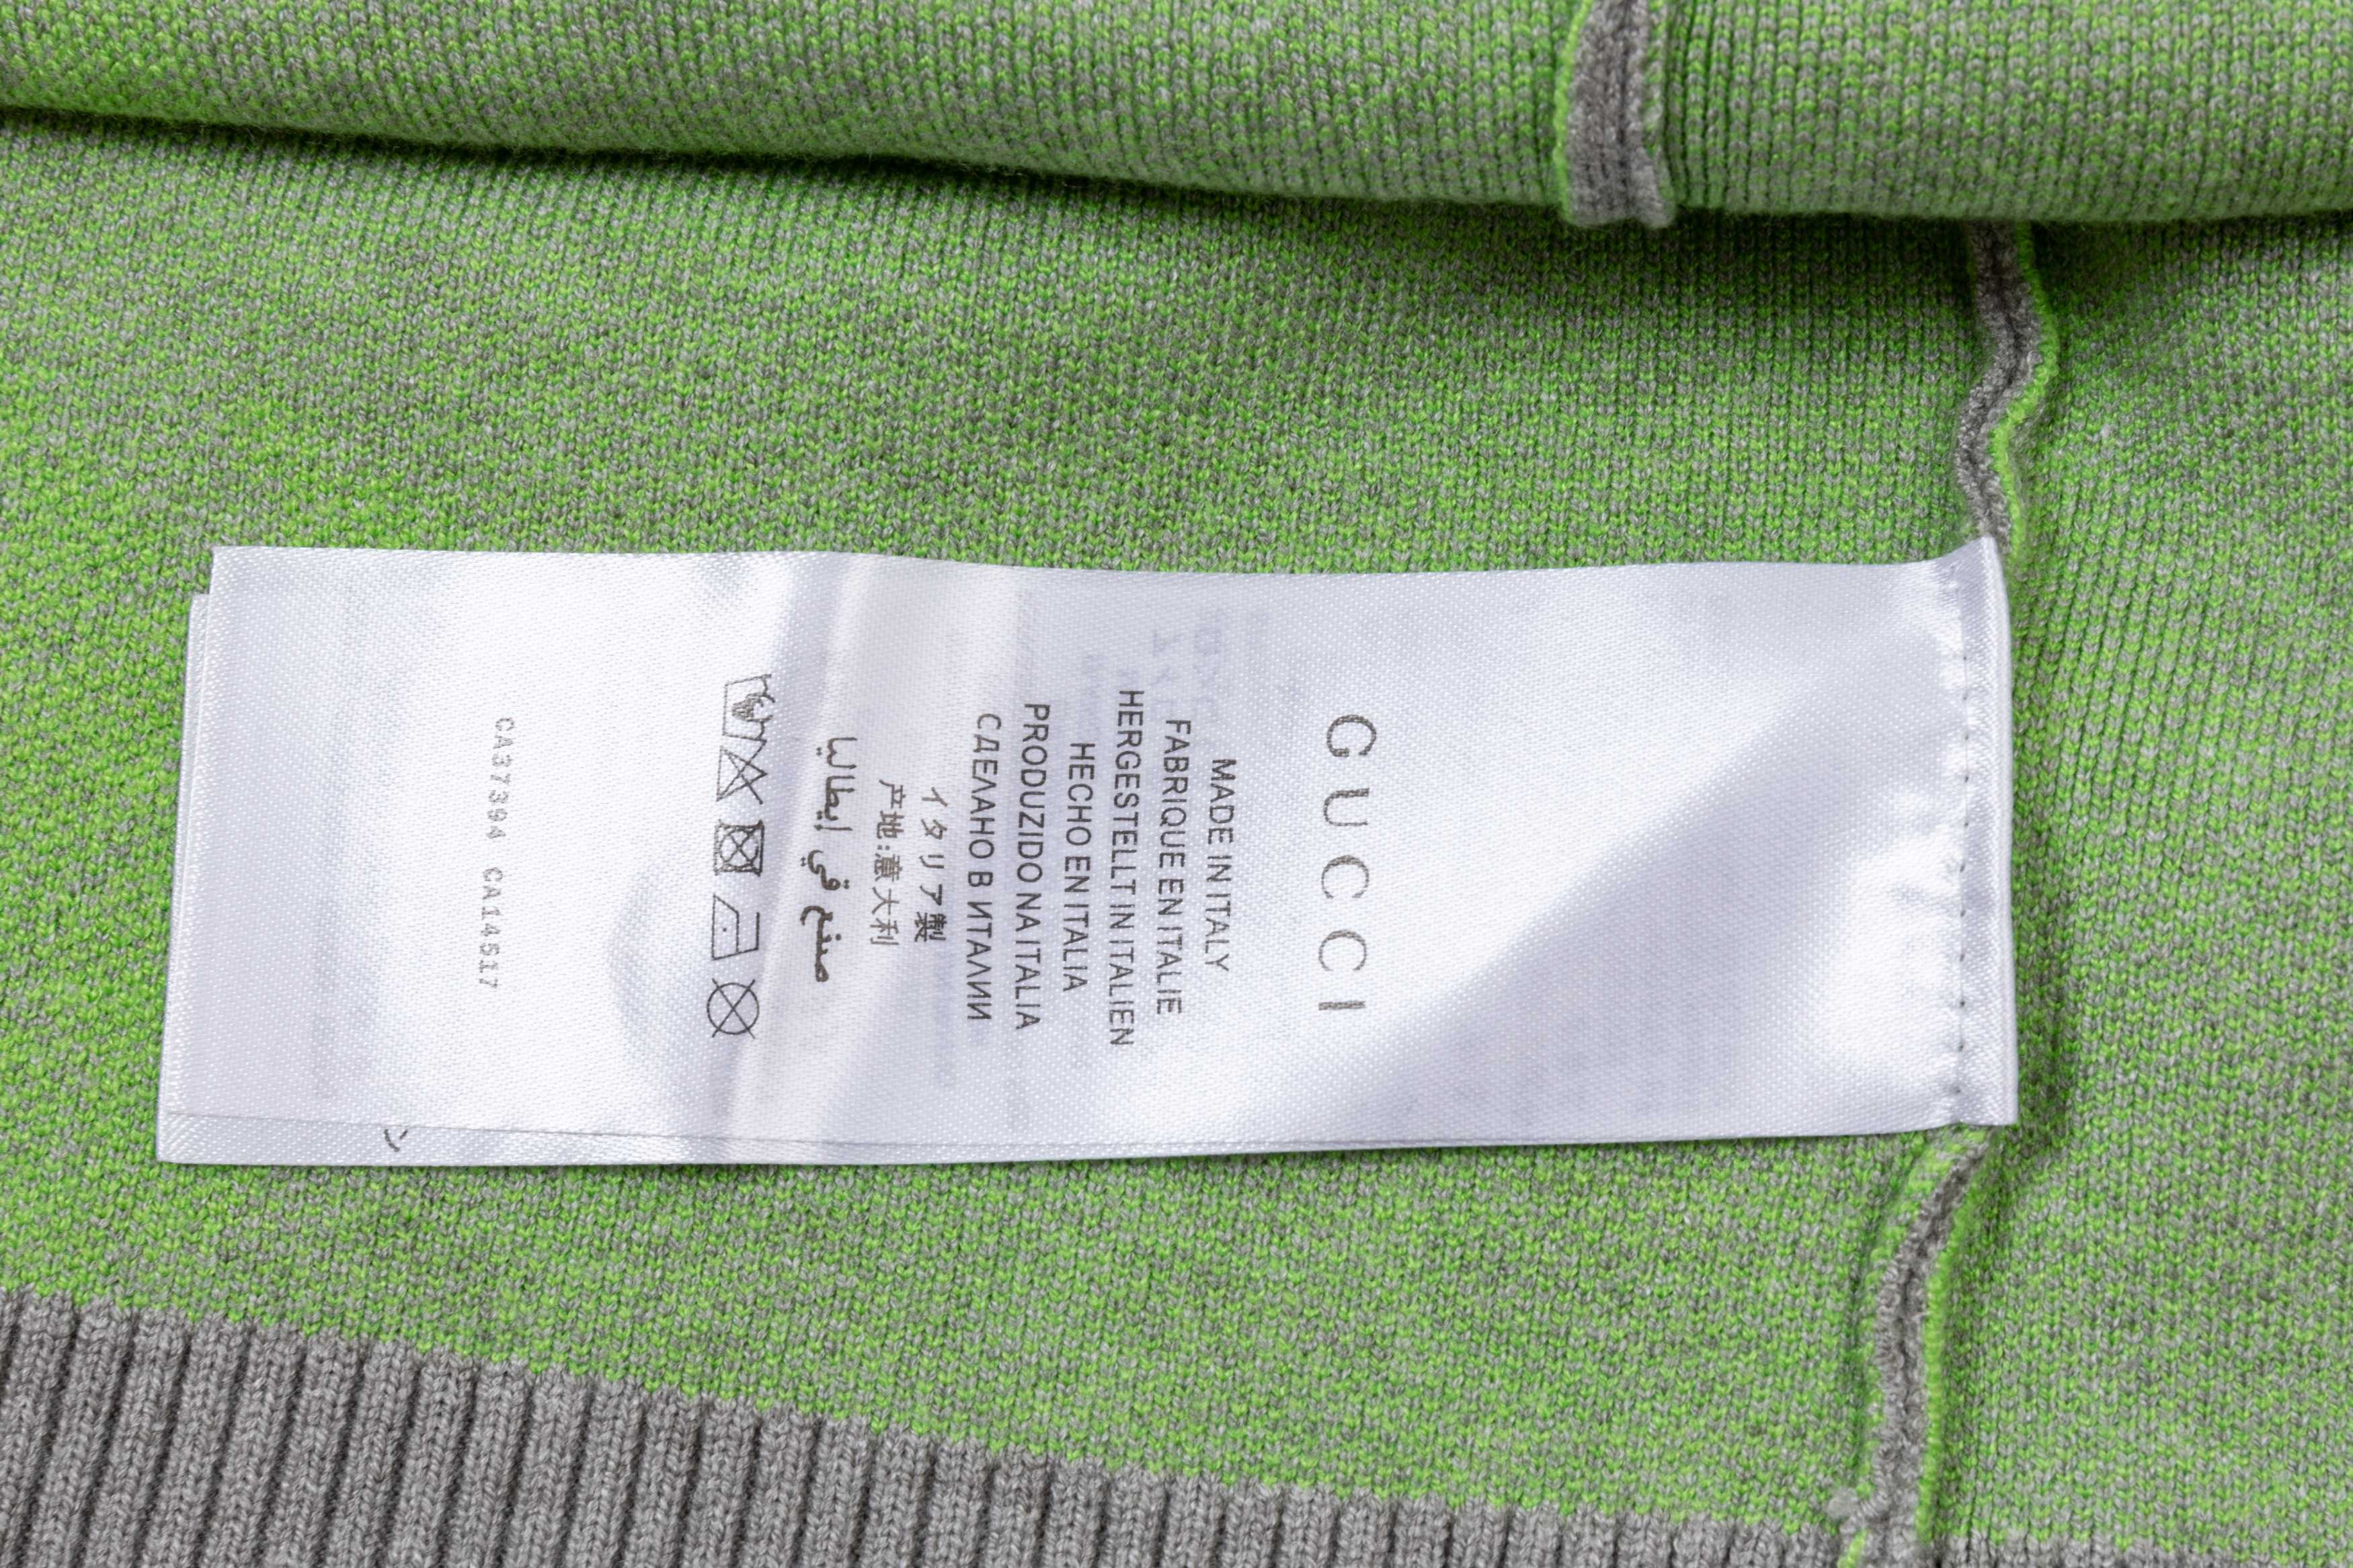 GUCCI
MADE IN ITALY
FABRIQUE EN ITALIE
HERGESTELLT IN ITALIEN
HECHO EN ITALIA
PRODUZIDO NA ITALIA
СДЕЛАНО В ИТАЛИИ
イタリア製
产地:意大利
صنع في إيطاليا
CA37394 CA14517